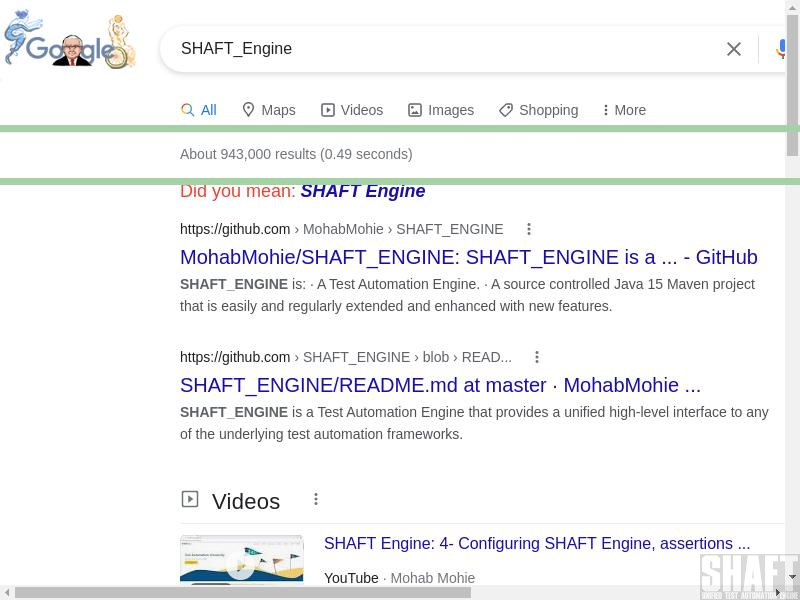 Google
SHAFT_Engine
All Maps Videos Images Shopping More
About 943,000 results (0.49 seconds)
Did you mean: SHAFT Engine
https://github.com › MohabMohie › SHAFT_ENGINE
MohabMohie/SHAFT_ENGINE: SHAFT_ENGINE is a ... - GitHub
SHAFT_ENGINE is: · A Test Automation Engine. · A source controlled Java 15 Maven project
that is easily and regularly extended and enhanced with new features.
https://github.com › SHAFT_ENGINE › blob › READ...
SHAFT_ENGINE/README.md at master · MohabMohie ...
SHAFT_ENGINE is a Test Automation Engine that provides a unified high-level interface to any
of the underlying test automation frameworks.
Videos
SHAFT Engine: 4- Configuring SHAFT Engine, assertions ...
YouTube · Mohab Mohie
SHAFT
UNIFIED TEST AUTOMATION ENGINE